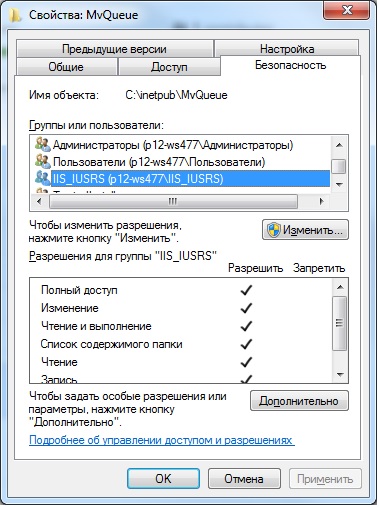 Свойства: MvQueue
Предыдущие версии
Настройка
Общие
Доступ
Безопасность
Имя объекта: C:\inetpub\MvQueue
Группы или пользователи:
Администраторы (p12-ws477\Администраторы)
Пользователи (p12-ws477\Пользователи)
IIS_IUSRS (p12-ws477\IIS_IUSRS)
Чтобы изменить разрешения,
нажмите кнопку "Изменить".
Изменить...
Разрешения для группы "IIS_IUSRS"
Разрешить Запретить
Полный доступ
Изменение
Чтение и выполнение
Список содержимого папки
Чтение
Запись
Чтобы задать особые разрешения или
параметры, нажмите кнопку
"Дополнительно".
Дополнительно
Подробнее об управлении доступом и разрешениях
OK
Отмена
Применить